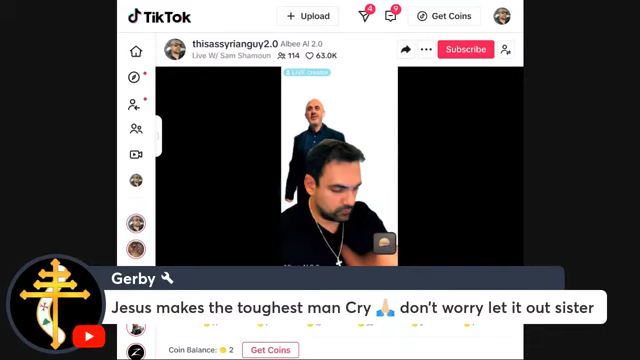 TikTok
+ Upload
4
9
Get Coins
thisassyrianguy2.0 Albee Al 2.0
Live W/ Sam Shamoun
114
63.0K
Subscribe
LIVE creator
Gerby
Jesus makes the toughest man Cry 🙏🏼 don't worry let it out sister
Coin Balance: 2
Get Coins